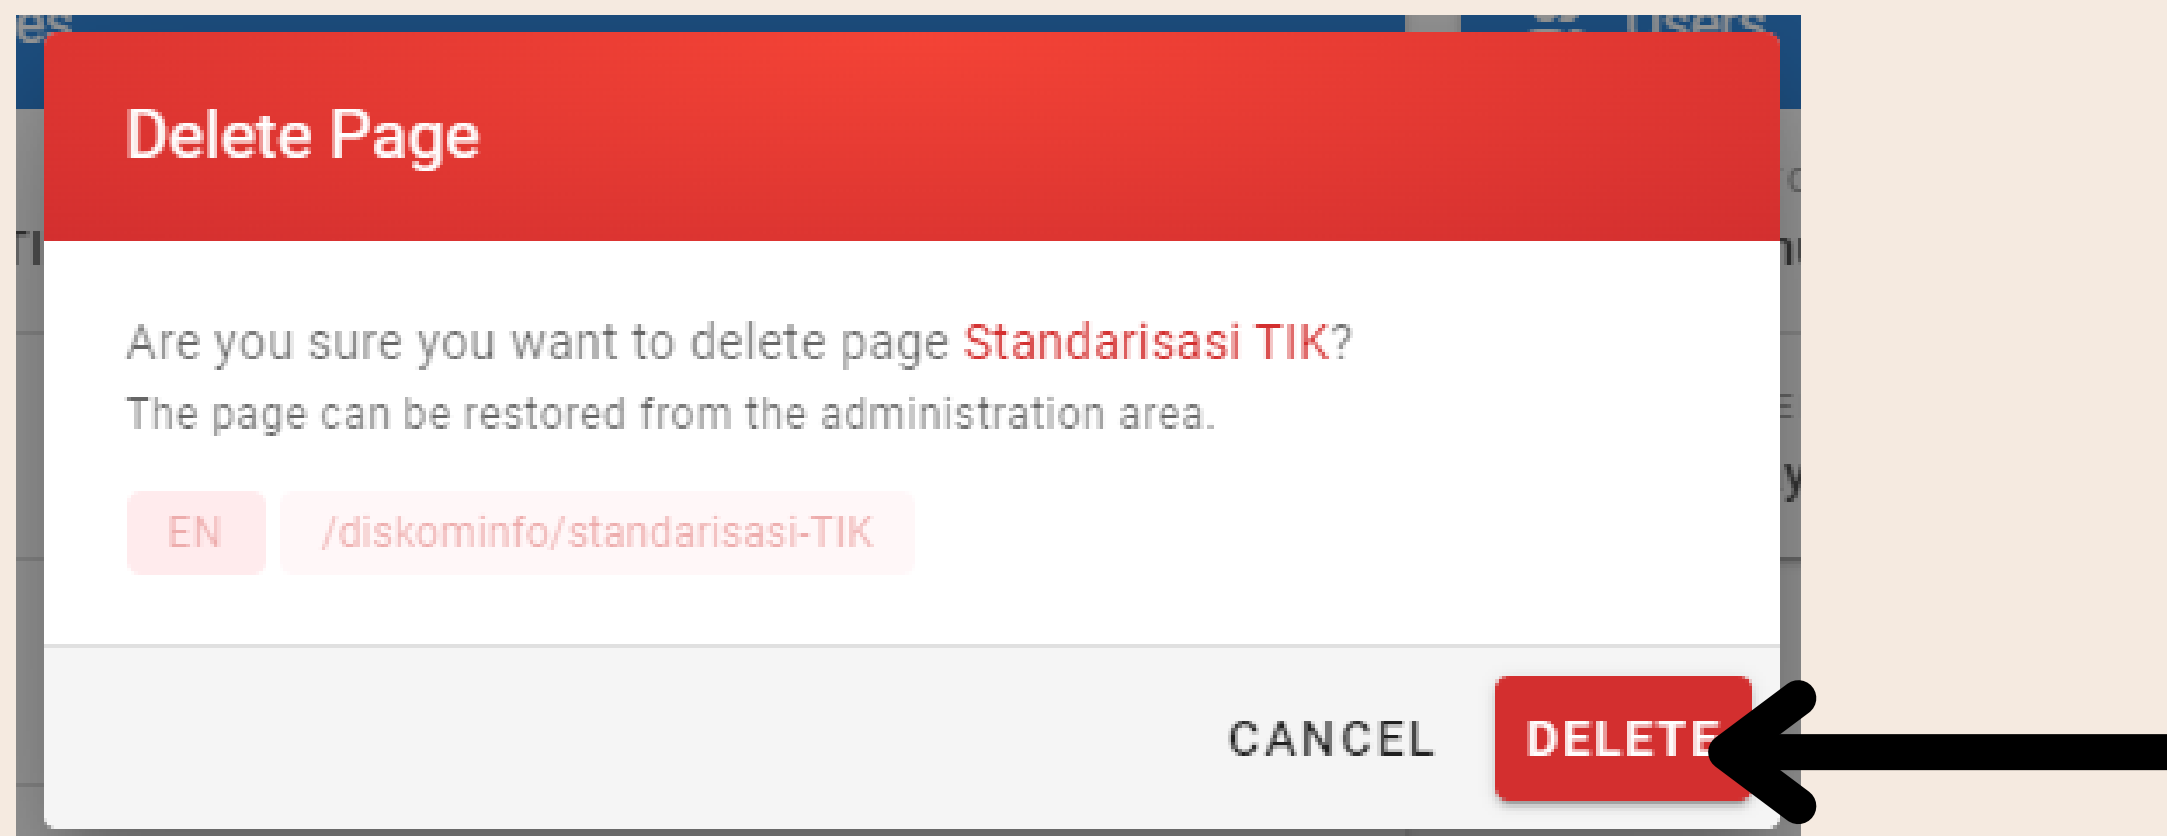 Users
Delete Page
Are you sure you want to delete page Standarisasi TIK?
The page can be restored from the administration area.
EN /diskominfo/standarisasi-TIK
CANCEL DELETE